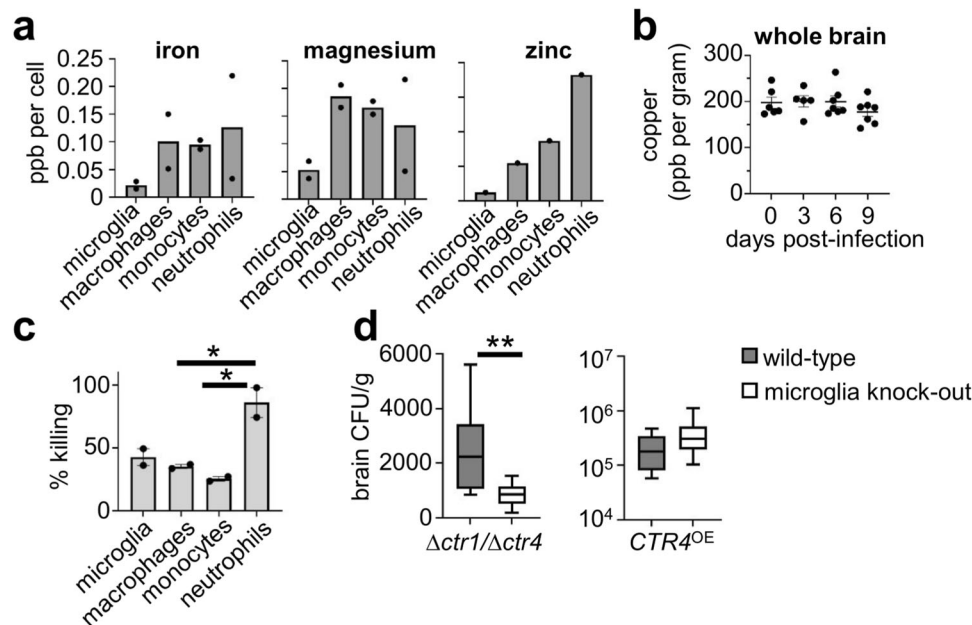 a
iron
magnesium
zinc
ppb per cell
0.25
0.20
0.15
0.10
0.05
0
microglia
macrophages
monocytes
neutrophils
microglia
macrophages
monocytes
neutrophils
microglia
macrophages
monocytes
neutrophils
b
whole brain
copper
(ppb per gram)
300
200
100
0
0 3 6 9
days post-infection
c
% killing
100
50
0
*
*
microglia
macrophages
monocytes
neutrophils
d
brain CFU/g
6000
4000
2000
0
**
Δctr1/Δctr4
10⁷
10⁶
10⁵
10⁴
CTR4ᴼᴱ
wild-type
microglia knock-out